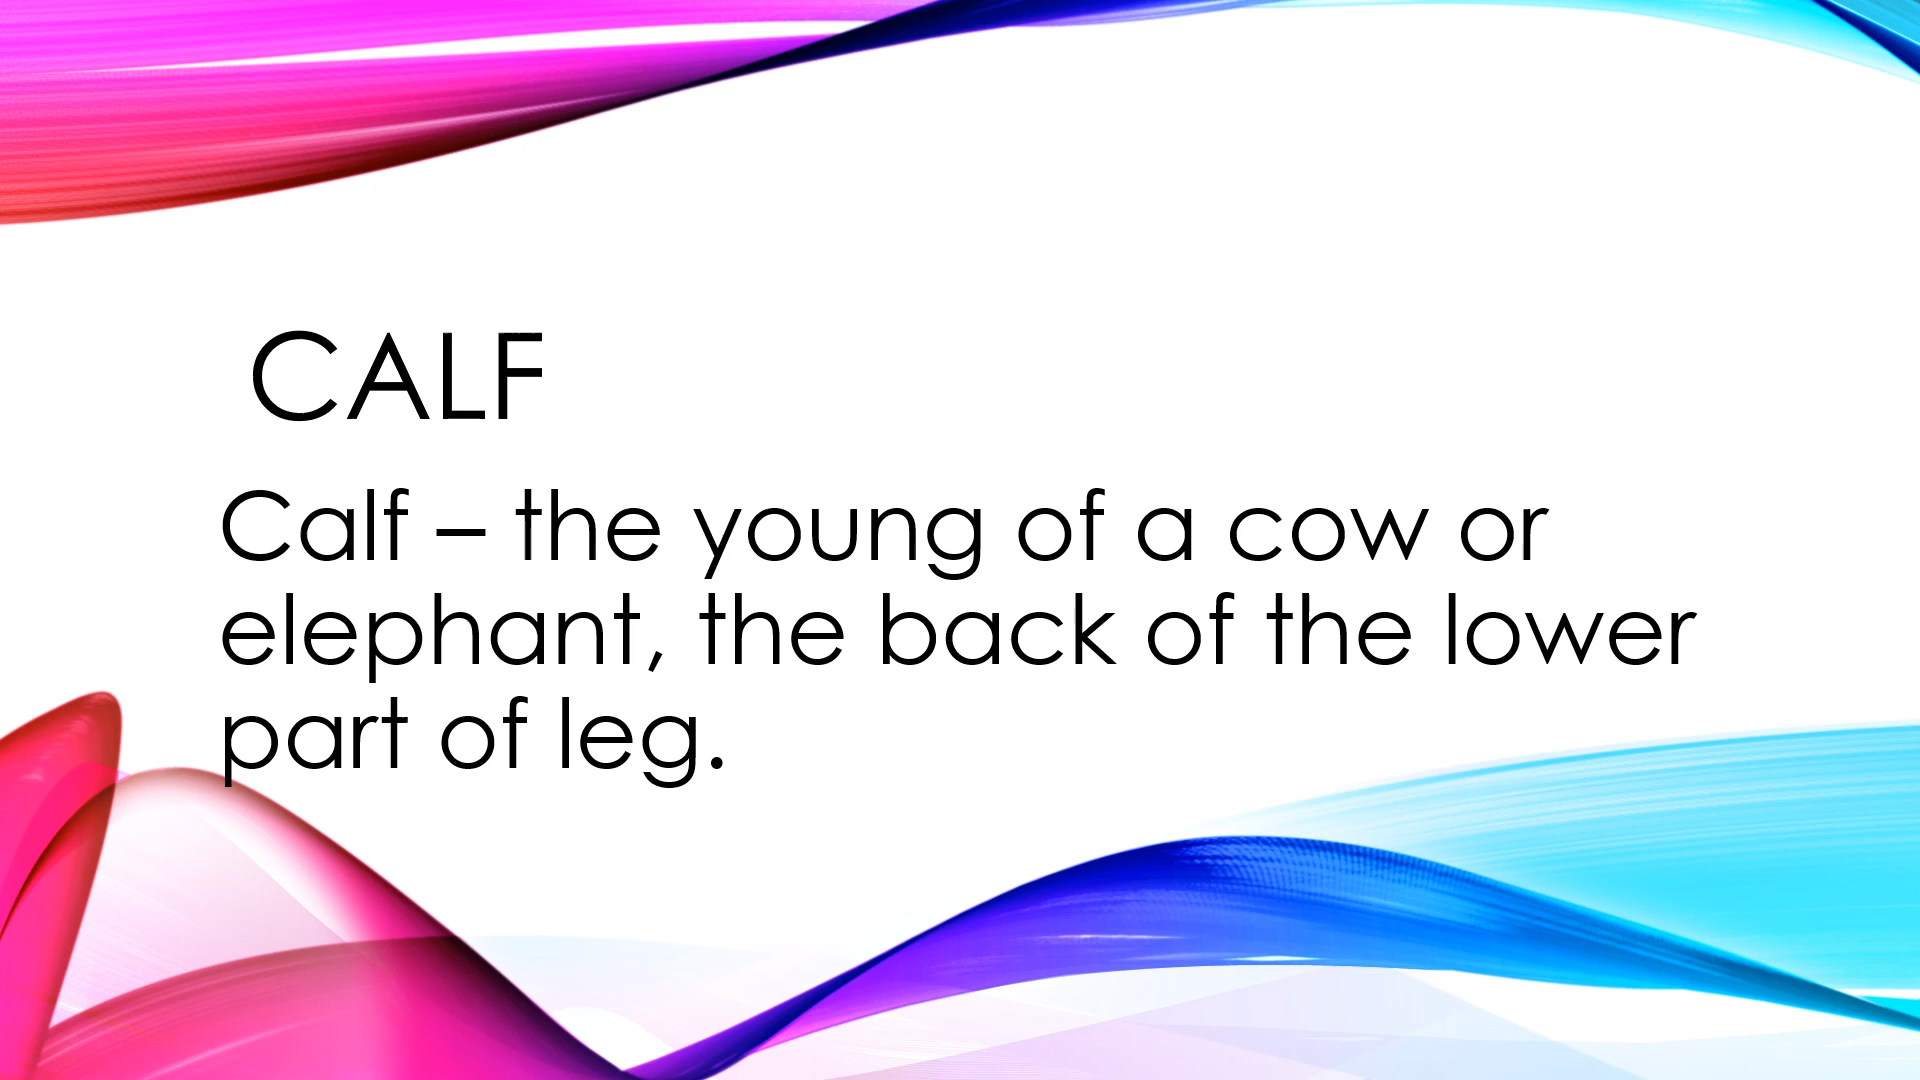 CALF
Calf – the young of a cow or
elephant, the back of the lower
part of leg.